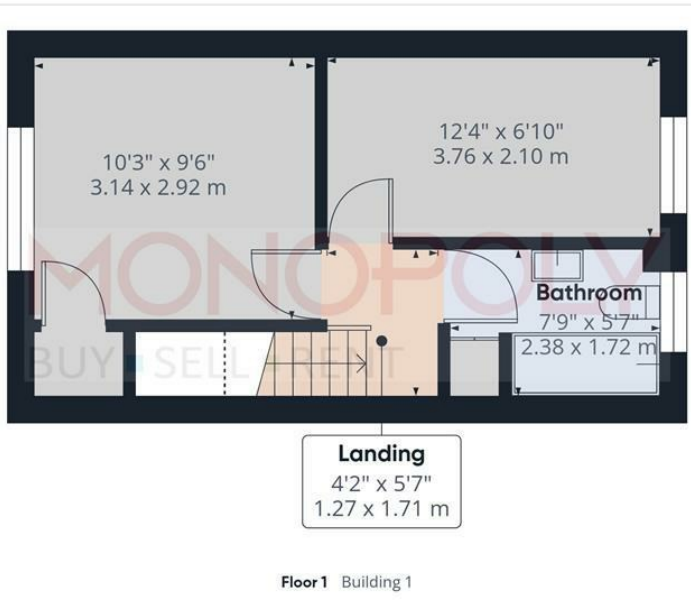 10'3" x 9'6"
3.14 x 2.92 m
12'4" x 6'10"
3.76 x 2.10 m
MONOPOLY
BUY SELL RENT
Bathroom
7'9" x 5'7"
2.38 x 1.72 m
Landing
4'2" x 5'7"
1.27 x 1.71 m
Floor 1 Building 1